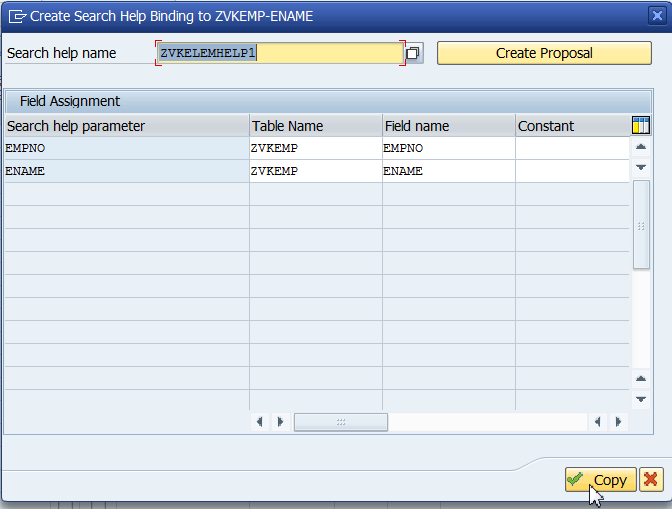 Create Search Help Binding to ZVKEMP-ENAME
Search help name ZVKELEMHELP1 Create Proposal
Field Assignment
Search help parameter Table Name Field name Constant
EMPNO ZVKEMP EMPNO
ENAME ZVKEMP ENAME
Copy